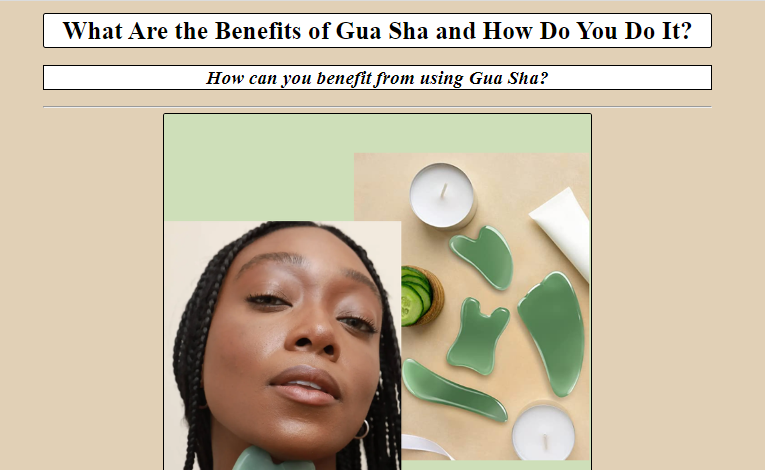 What Are the Benefits of Gua Sha and How Do You Do It?
How can you benefit from using Gua Sha?